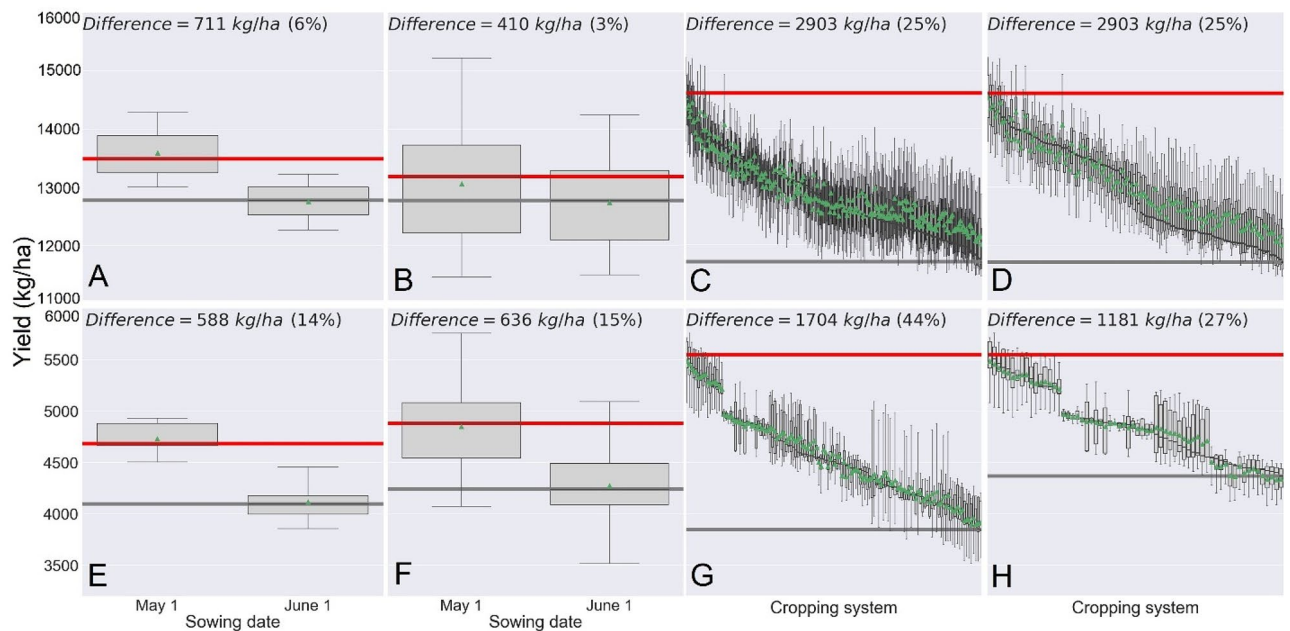 Difference = 711 kg/ha (6%)
Difference = 410 kg/ha (3%)
Difference = 2903 kg/ha (25%)
Difference = 2903 kg/ha (25%)
16000
15000
14000
13000
12000
11000
A
B
C
D
Yield (kg/ha)
Difference = 588 kg/ha (14%)
Difference = 636 kg/ha (15%)
Difference = 1704 kg/ha (44%)
Difference = 1181 kg/ha (27%)
6000
5500
5000
4500
4000
3500
E
F
G
H
May 1
June 1
Sowing date
May 1
June 1
Sowing date
Cropping system
Cropping system